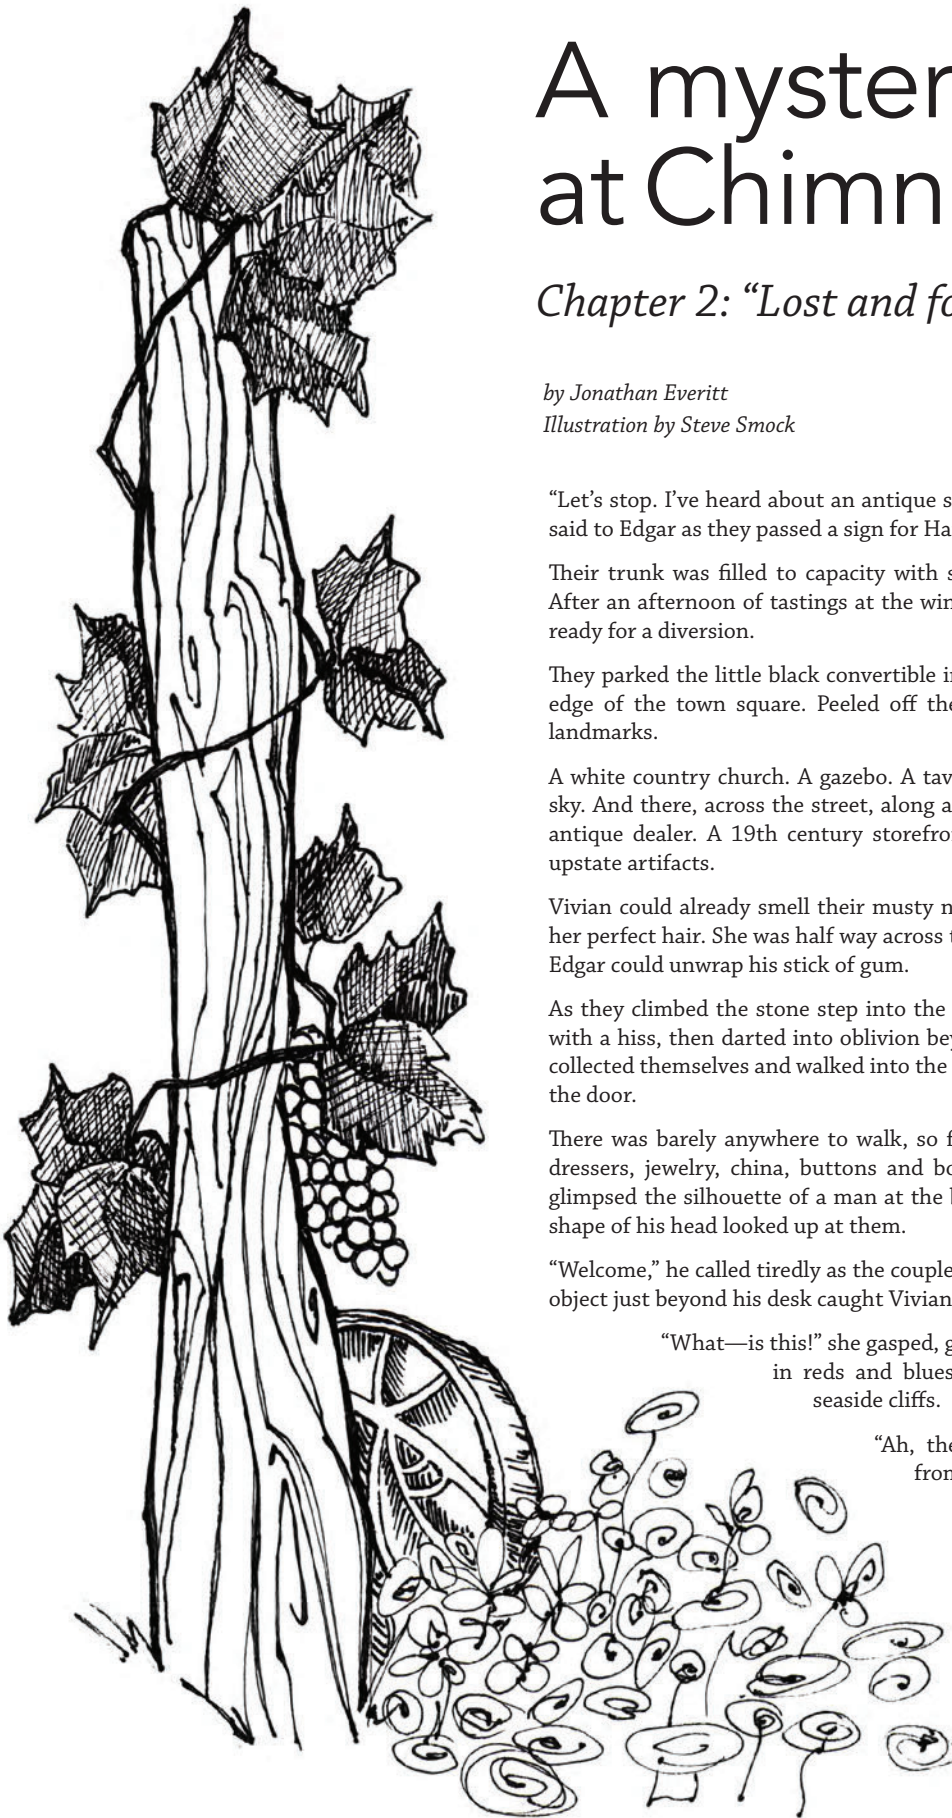 A myster
at Chimn
Chapter 2: “Lost and fo
by Jonathan Everitt
Illustration by Steve Smock
“Let’s stop. I’ve heard about an antique s
said to Edgar as they passed a sign for Ha
Their trunk was filled to capacity with s
After an afternoon of tastings at the win
ready for a diversion.
They parked the little black convertible i
edge of the town square. Peeled off the
landmarks.
A white country church. A gazebo. A tav
sky. And there, across the street, along a
antique dealer. A 19th century storefro
upstate artifacts.
Vivian could already smell their musty n
her perfect hair. She was half way across t
Edgar could unwrap his stick of gum.
As they climbed the stone step into the
with a hiss, then darted into oblivion bey
collected themselves and walked into the
the door.
There was barely anywhere to walk, so f
dressers, jewelry, china, buttons and bo
glimpsed the silhouette of a man at the b
shape of his head looked up at them.
“Welcome,” he called tiredly as the couple
object just beyond his desk caught Vivian
“What—is this!” she gasped, g
in reds and blues
seaside cliffs.
“Ah, the
from